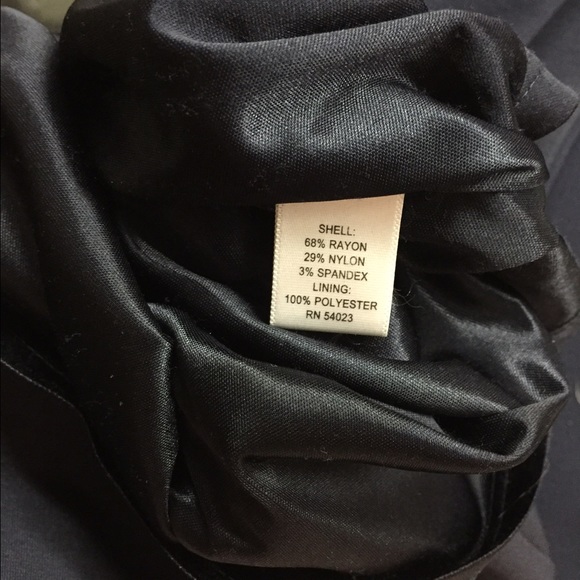 SHELL:
68% RAYON
29% NYLON
3% SPANDEX
LINING:
100% POLYESTER
RN 54023